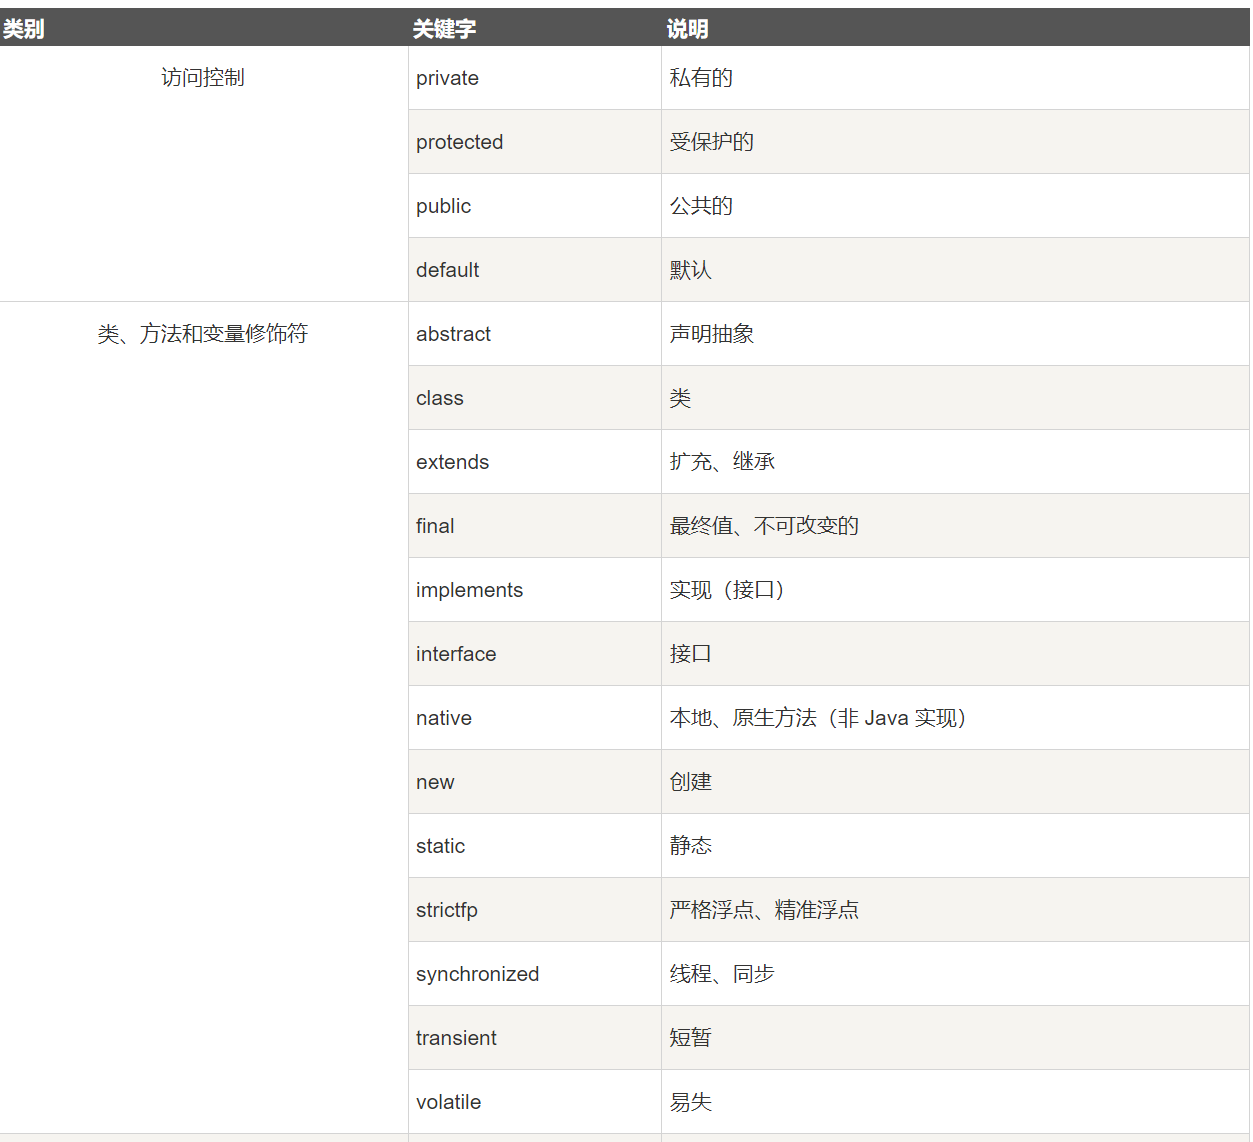 类别 关键字 说明
访问控制 private 私有的
protected 受保护的
public 公共的
default 默认
类、方法和变量修饰符 abstract 声明抽象
class 类
extends 扩充、继承
final 最终值、不可改变的
implements 实现（接口）
interface 接口
native 本地、原生方法（非 Java 实现）
new 创建
static 静态
strictfp 严格浮点、精准浮点
synchronized 线程、同步
transient 短暂
volatile 易失